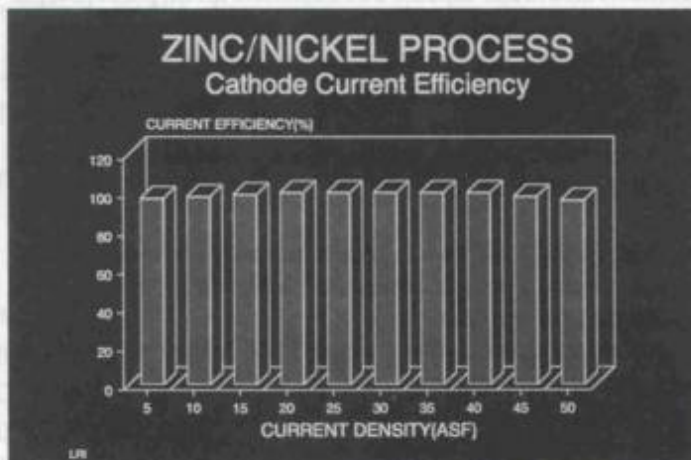 ZINC/NICKEL PROCESS
Cathode Current Efficiency
CURRENT EFFICIENCY(%)
120
100
80
60
40
20
0
5 10 15 20 25 30 35 40 45 50
CURRENT DENSITY(ASF)
LRI